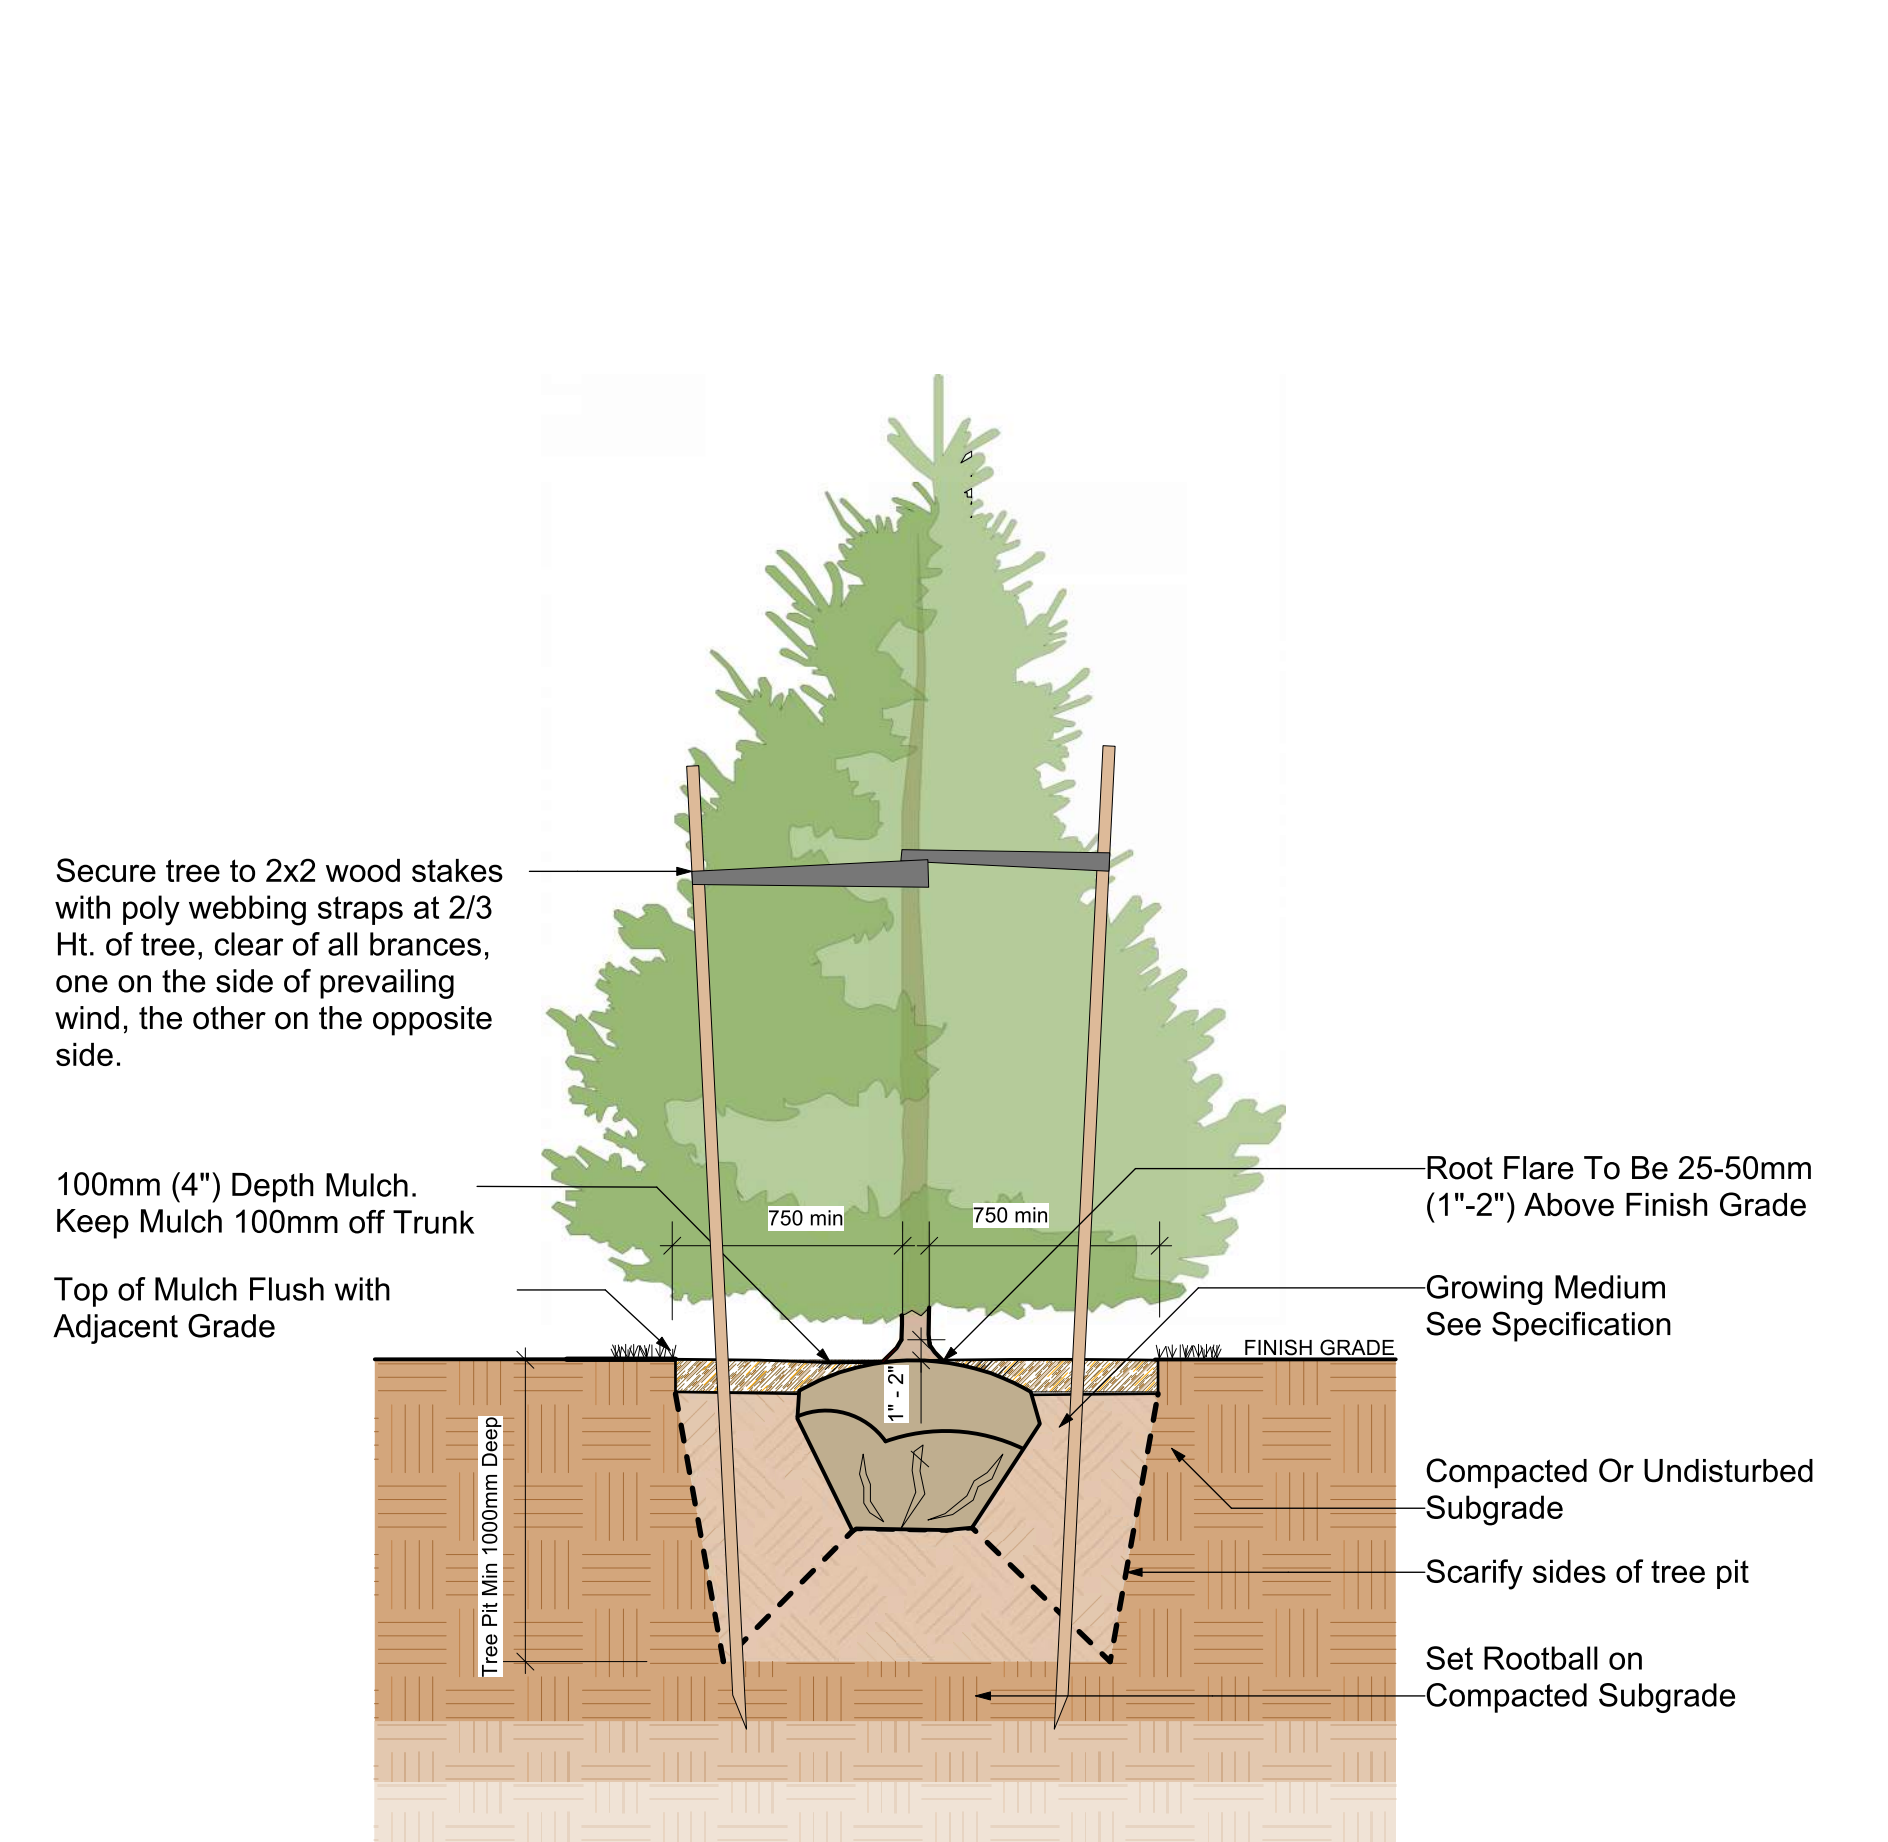 Secure tree to 2x2 wood stakes
with poly webbing straps at 2/3
Ht. of tree, clear of all brances,
one on the side of prevailing
wind, the other on the opposite
side.
100mm (4") Depth Mulch.
Keep Mulch 100mm off Trunk
Top of Mulch Flush with
Adjacent Grade
750 min
750 min
Root Flare To Be 25-50mm
(1"-2") Above Finish Grade
Growing Medium
See Specification
FINISH GRADE
1" - 2"
Tree Pit Min 1000mm Deep
Compacted Or Undisturbed
Subgrade
Scarify sides of tree pit
Set Rootball on
Compacted Subgrade